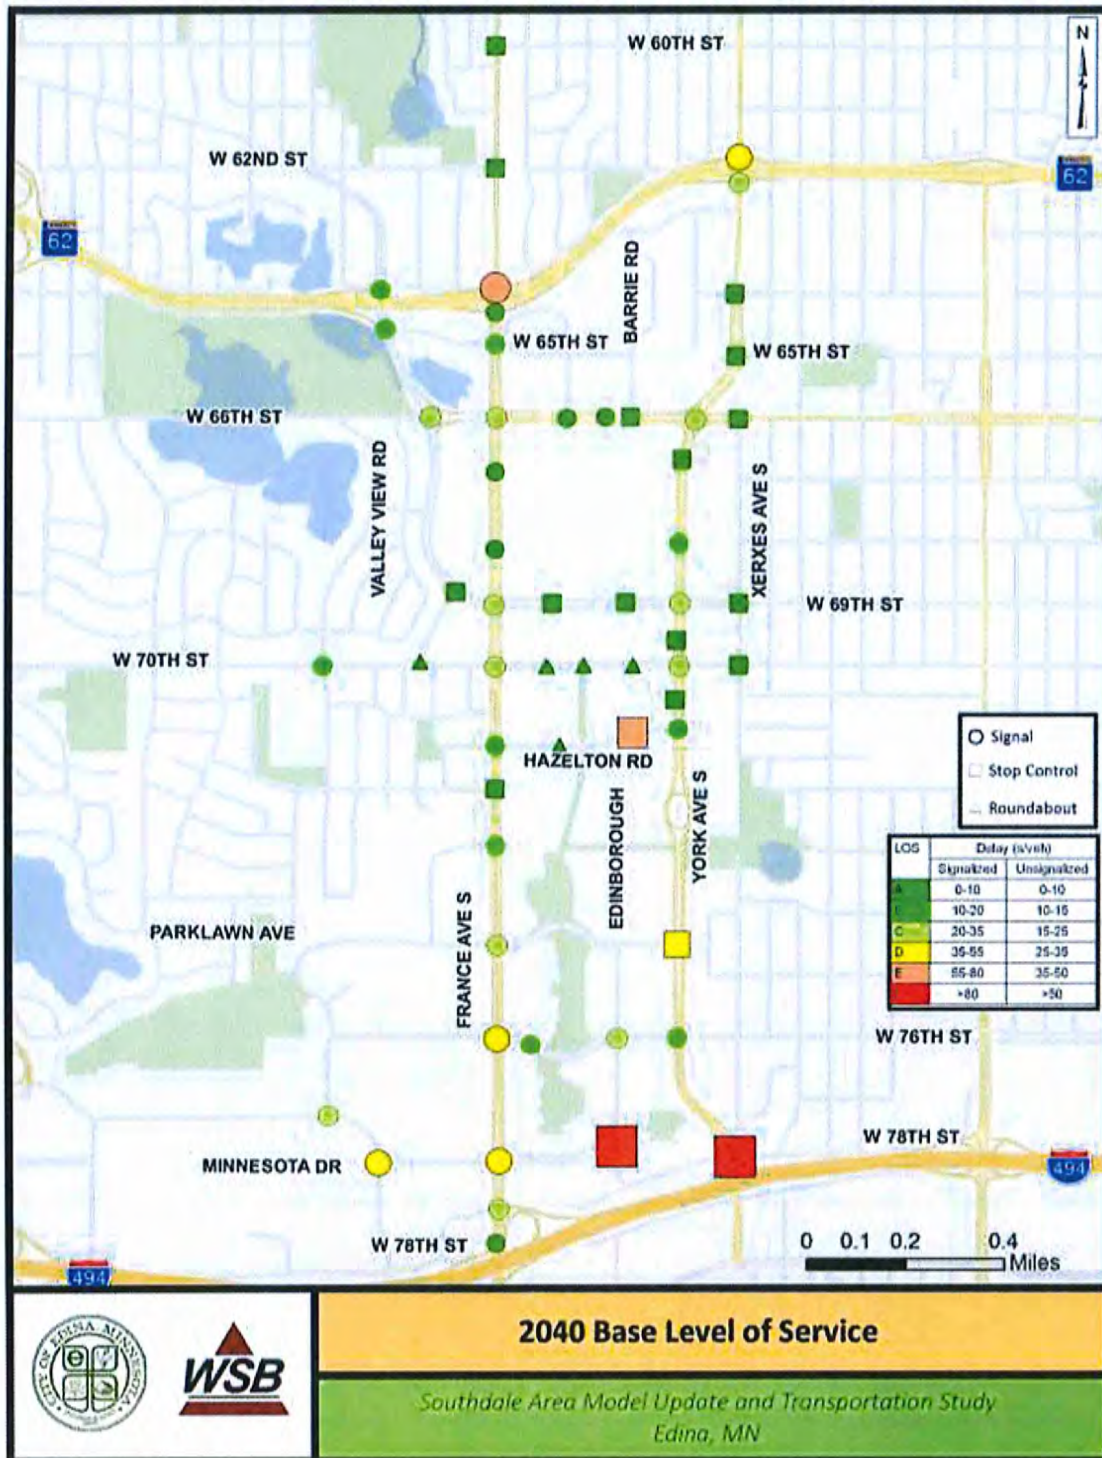 W 60TH ST
N
W 62ND ST
62
62
BARRIE RD
W 65TH ST
W 65TH ST
W 66TH ST
VALLEY VIEW RD
XERXES AVE S
W 69TH ST
W 70TH ST
HAZELTON RD
EDINBOROUGH
YORK AVE S
FRANCE AVE S
PARKLAWN AVE
Signal
Stop Control
Roundabout
LOS Delay (s/veh)
Signalized Unsignalized
A 0-10 0-10
B 10-20 10-15
C 20-35 15-25
D 35-55 25-35
E 55-80 35-50
>80 >50
W 76TH ST
W 78TH ST
MINNESOTA DR
494
W 78TH ST
494
0 0.1 0.2 0.4
Miles
CITY OF EDINA MINNESOTA
e
WSB
2040 Base Level of Service
Southdale Area Model Update and Transportation Study
Edina, MN